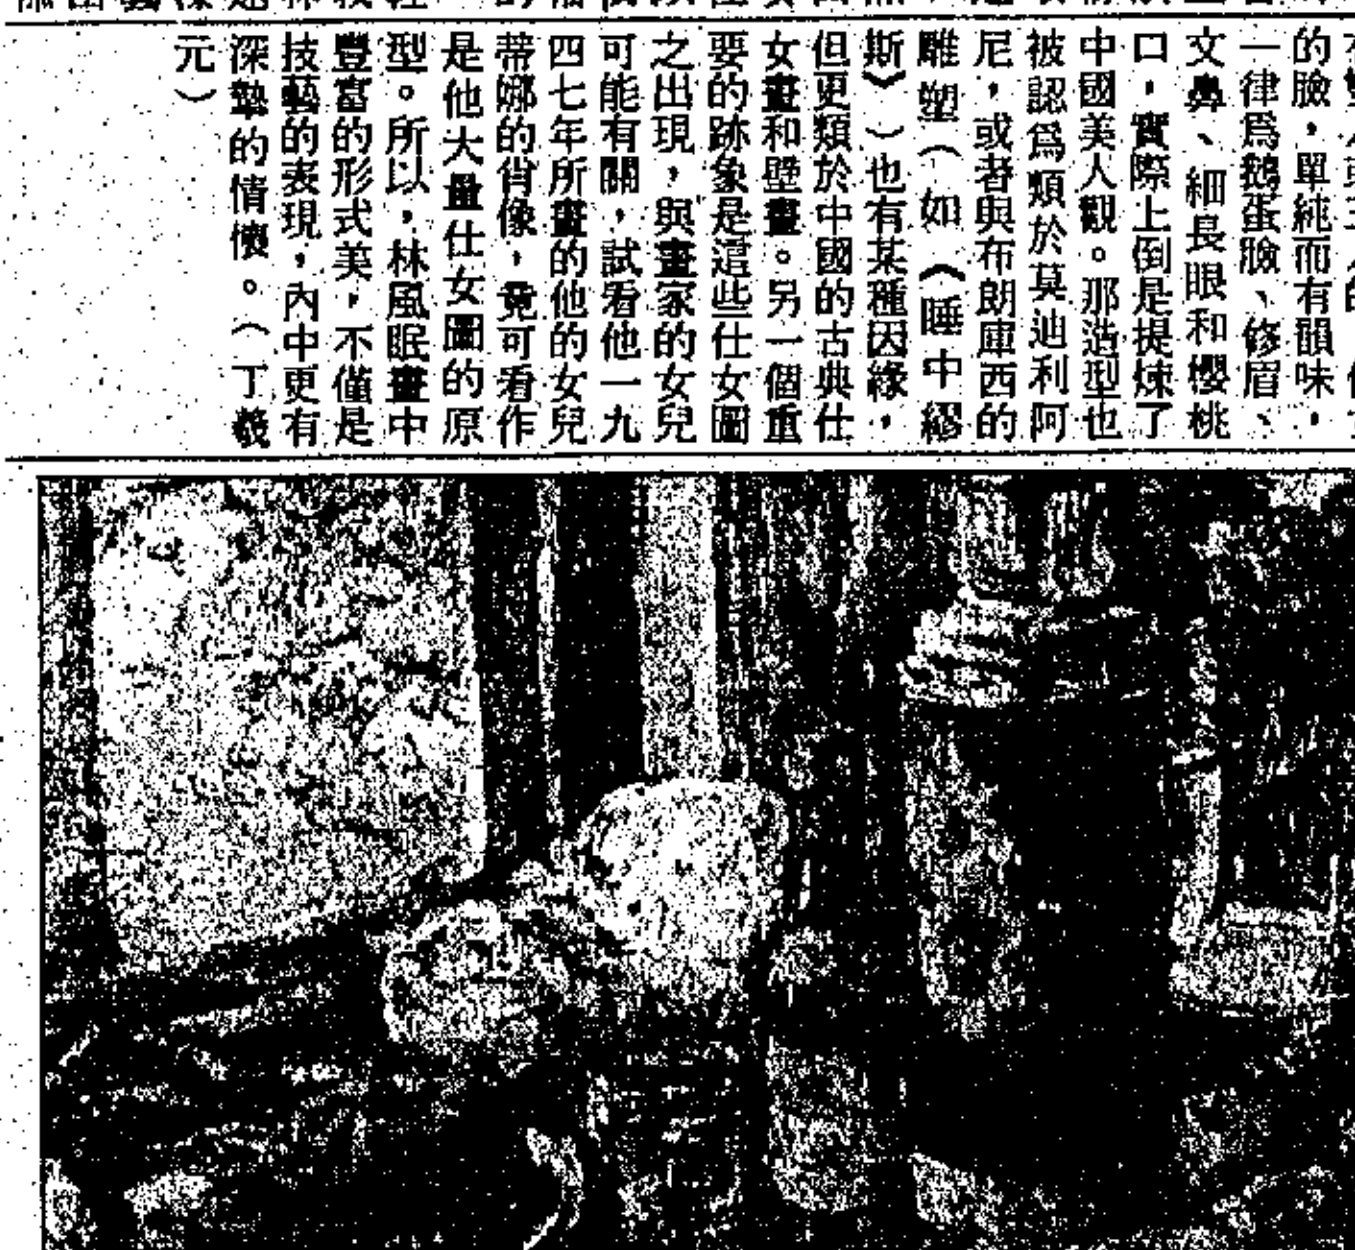 的臉，單純而有韻味，
一律爲鵝蛋臉、修眉、
文鼻、細長眼和櫻桃
口，實際上倒是提煉了
中國美人觀。那造型也
被認爲類於莫迪利阿
尼，或者與布朗庫西的
雕塑（如《睡中繆
斯》）也有某種因緣，
但更類於中國的古典仕
女畫和壁畫。另一個重
要的跡象是這些仕女圖
之出現，與畫家的女兒
可能有關，試看他一九
四七年所畫的他的女兒
蒂娜的肖像，竟可看作
是他大量仕女圖的原
型。所以，林風眠畫中
豐富的形式美，不僅是
技藝的表現，內中更有
深摯的情懷。（丁羲
元）